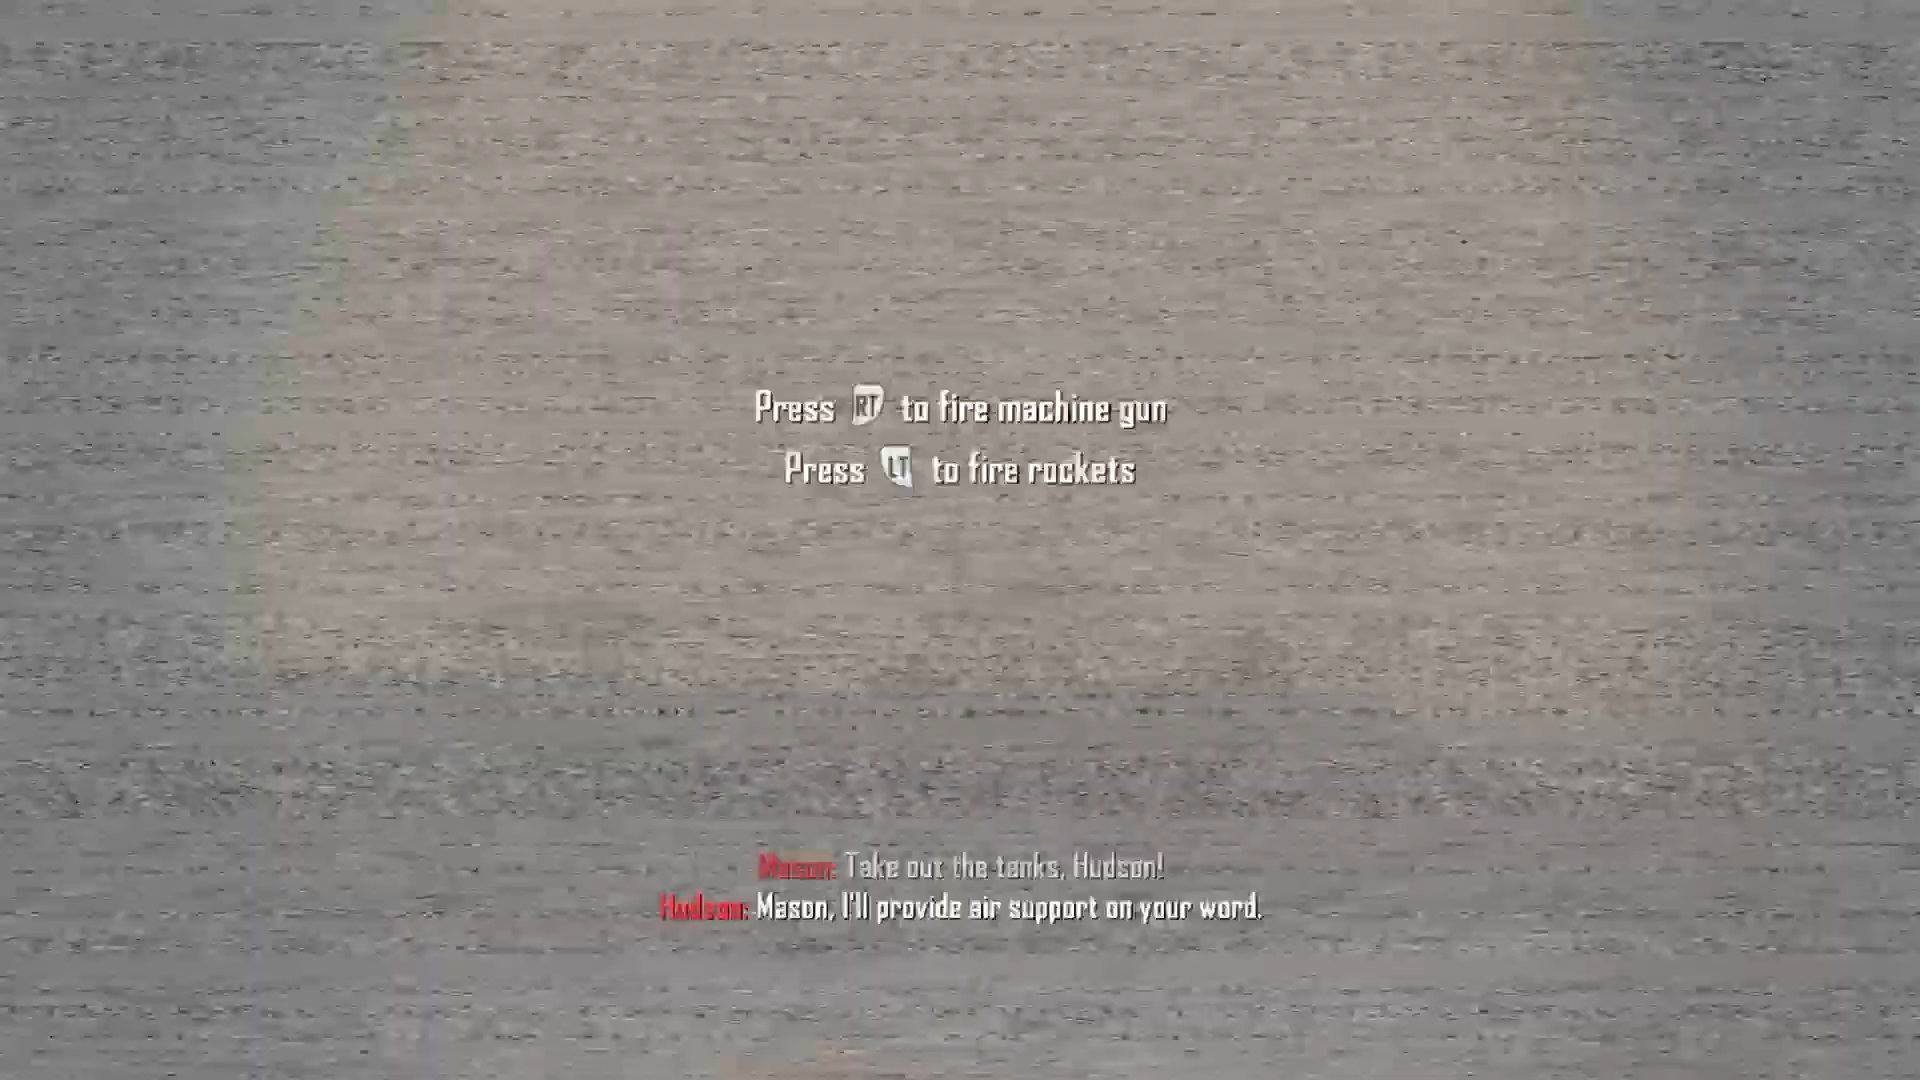 Press RT to fire machine gun
Press LT to fire rockets
Mason: Take out the tanks, Hudson!
Hudson: Mason, I'll provide air support on your word.